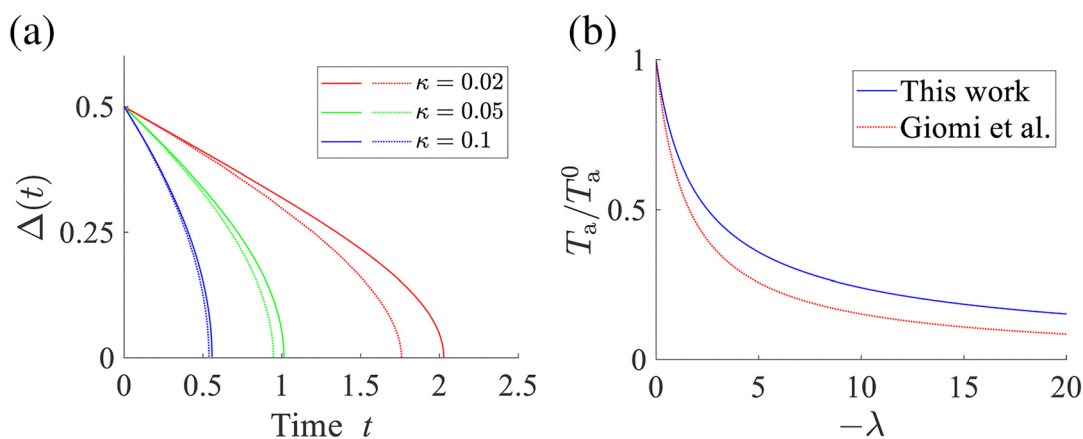 (a)
κ = 0.02
κ = 0.05
κ = 0.1
0.5
0.25
0
Δ(t)
0 0.5 1 1.5 2 2.5
Time t
(b)
This work
Giomi et al.
1
0.5
0
Tₐ/Tₐ⁰
0 5 10 15 20
−λ